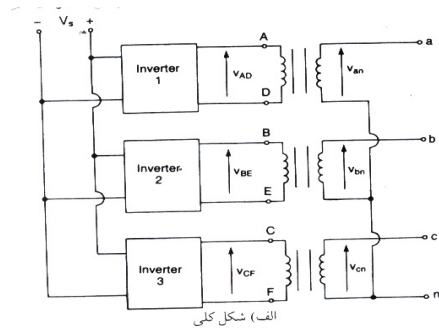 − Vs +
A
a
Inverter 1
vAD
van
D
B
b
Inverter 2
vBE
vbn
E
C
c
Inverter 3
vCF
vcn
F
n
الف) شکل کلی